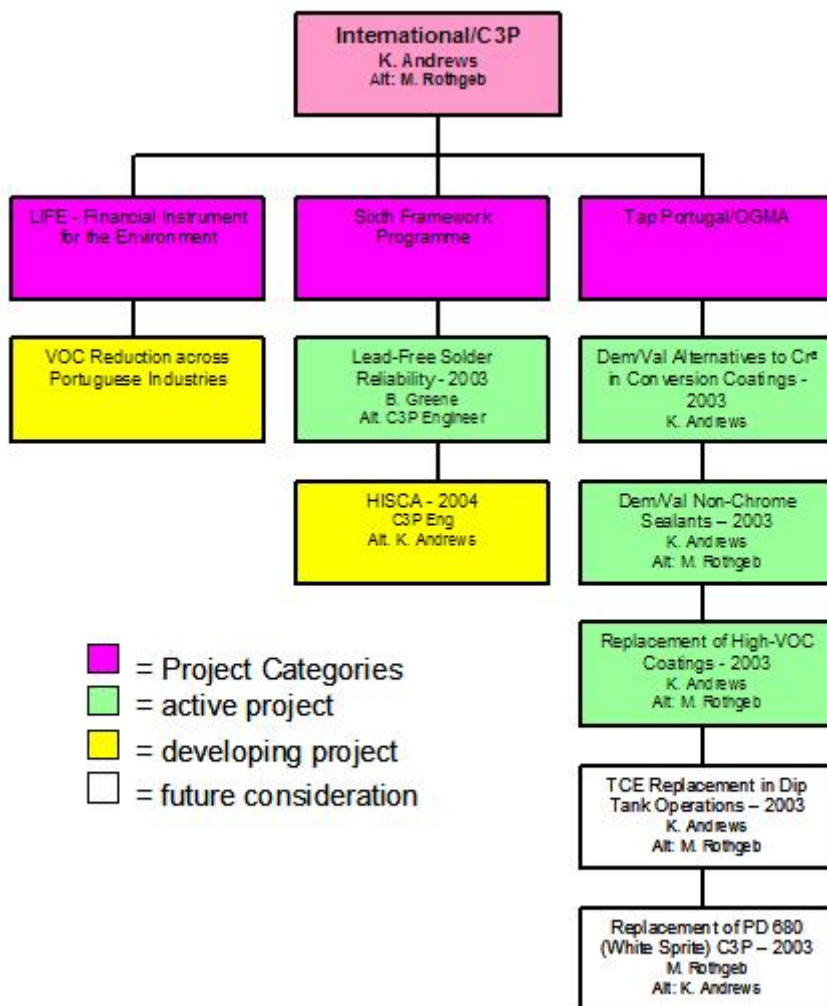 International/C3P
K. Andrews
Alt: M. Rothgeb
LIFE - Financial Instrument
for the Environment
Sixth Framework
Programme
Tap Portugal/OGMA
VOC Reduction across
Portuguese Industries
Lead-Free Solder
Reliability - 2003
B. Greene
Alt. C3P Engineer
Dem/Val Alternatives to Cr⁶
in Conversion Coatings -
2003
K. Andrews
HISCA - 2004
C3P Eng
Alt. K. Andrews
Dem/Val Non-Chrome
Sealants – 2003
K. Andrews
Alt: M. Rothgeb
Replacement of High-VOC
Coatings - 2003
K. Andrews
Alt: M. Rothgeb
TCE Replacement in Dip
Tank Operations – 2003
K. Andrews
Alt: M. Rothgeb
Replacement of PD 680
(White Sprite) C3P – 2003
M. Rothgeb
Alt: K. Andrews
= Project Categories
= active project
= developing project
= future consideration